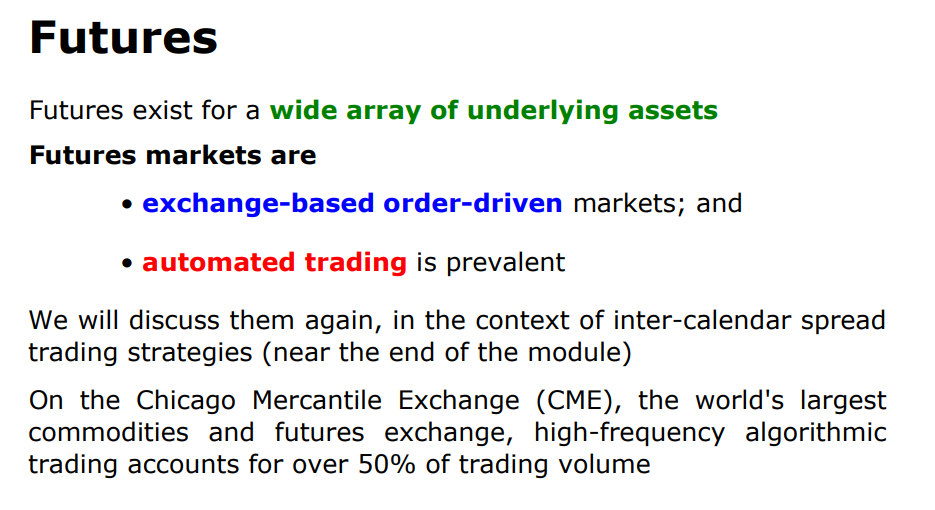 Futures
Futures exist for a wide array of underlying assets
Futures markets are
• exchange-based order-driven markets; and
• automated trading is prevalent
We will discuss them again, in the context of inter-calendar spread
trading strategies (near the end of the module)
On the Chicago Mercantile Exchange (CME), the world's largest
commodities and futures exchange, high-frequency algorithmic
trading accounts for over 50% of trading volume